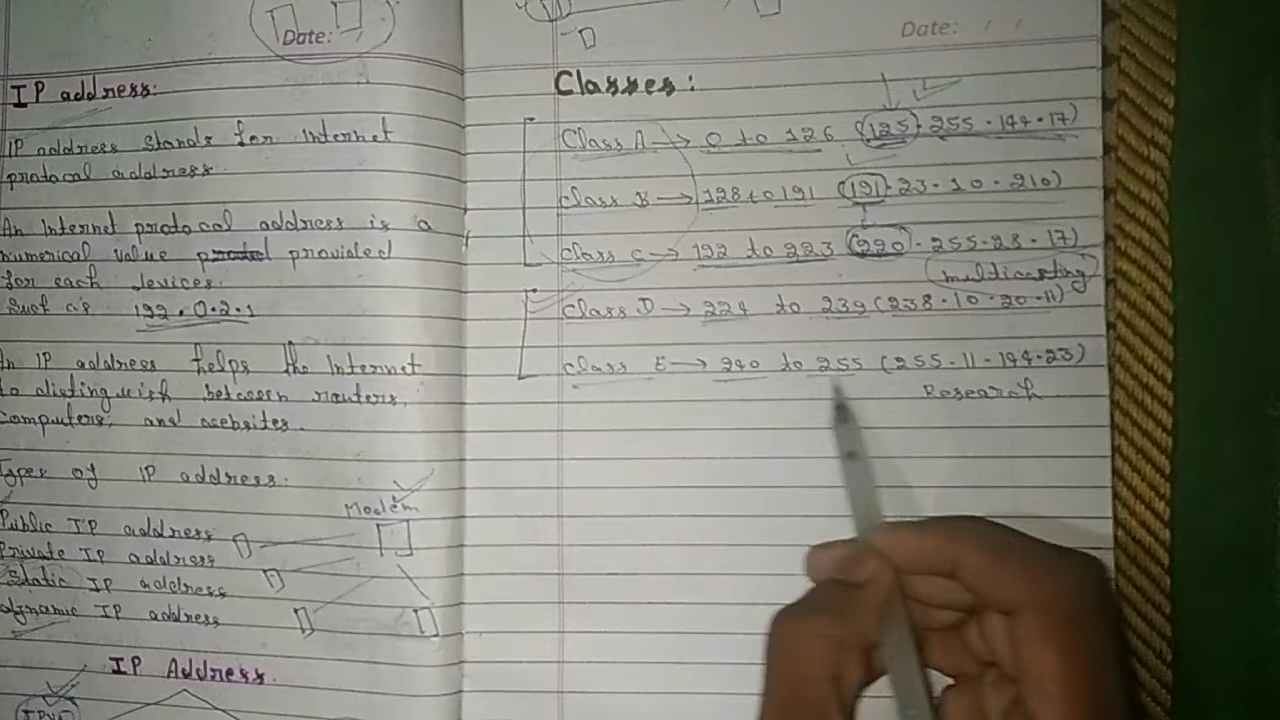 Date:
IP address:
IP address stands for Internet
protocal address.
An Internet protocal address is a
numerical value provided
for each devices.
Such as 192.0.2.1
An IP address helps the Internet
to distinguish between routers,
computers, and websites.
Types of IP address:
Public IP address
Private IP address
Static IP address
dynamic IP address
Modem
IP Address.
Date: / /
Classes:
Class A → 0 to 126 (125.255.144.17)
Class B → 128 to 191 (191.23.10.210)
Class C → 192 to 223 (220.255.28.17)
multicasting
Class D → 224 to 239 (238.10.20.11)
Class E → 240 to 255 (255.11.144.23)
Research